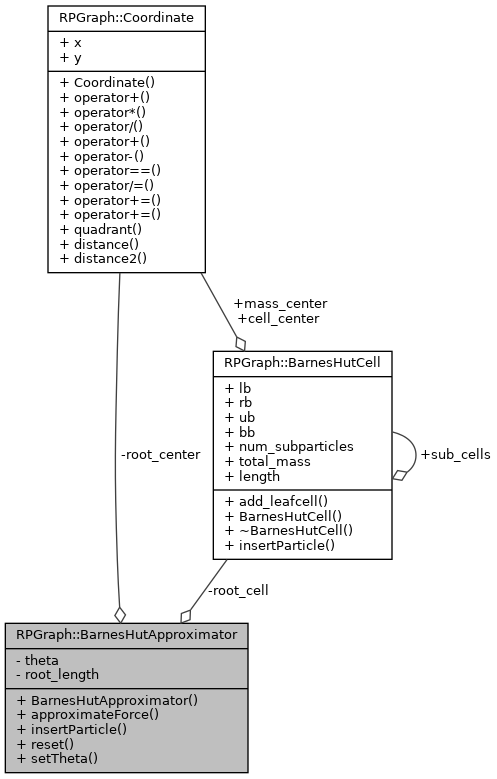 RPGraph::Coordinate
+ x
+ y
+ Coordinate()
+ operator+()
+ operator*()
+ operator/()
+ operator+()
+ operator-()
+ operator==()
+ operator/=()
+ operator+=()
+ operator+=()
+ quadrant()
+ distance()
+ distance2()
+mass_center
+cell_center
RPGraph::BarnesHutCell
+ lb
+ rb
+ ub
+ bb
+ num_subparticles
+ total_mass
+ length
+ add_leafcell()
+ BarnesHutCell()
+ ~BarnesHutCell()
+ insertParticle()
+sub_cells
-root_center
-root_cell
RPGraph::BarnesHutApproximator
- theta
- root_length
+ BarnesHutApproximator()
+ approximateForce()
+ insertParticle()
+ reset()
+ setTheta()